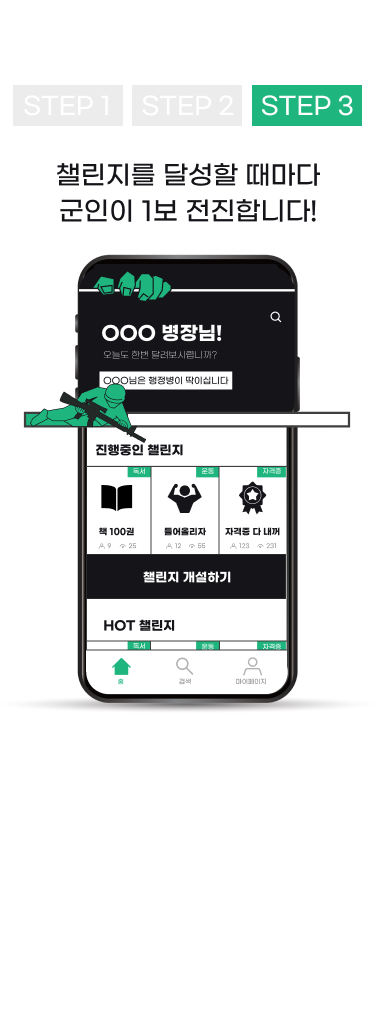 STEP 1 STEP 2 STEP 3
챌린지를 달성할 때마다
군인이 1보 전진합니다!
OOO 병장님!
오늘도 한번 달려보시렵니까?
OOO님은 행정병이 딱이십니다
진행중인 챌린지
독서 운동 자격증
책 100권 들어올리자 자격증 다 내꺼
9 25 12 55 123 231
챌린지 개설하기
HOT 챌린지
독서 운동 자격증
홈 검색 마이페이지